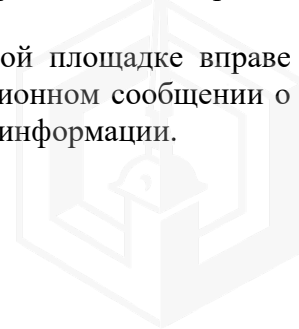 ой площадке вправе
ионном сообщении о
информации.